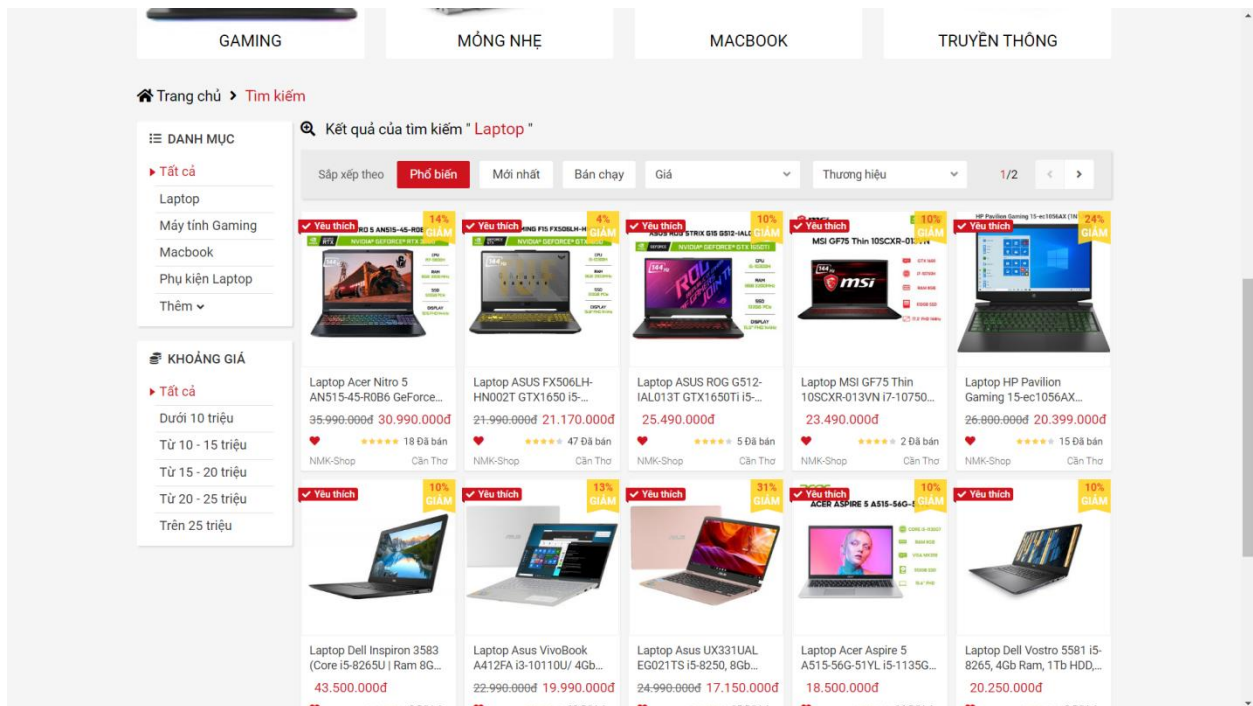 GAMING
MỎNG NHẸ
MACBOOK
TRUYỀN THÔNG
Trang chủ > Tìm kiếm
DANH MỤC
Tất cả
Laptop
Máy tính Gaming
Macbook
Phụ kiện Laptop
Thêm
KHOẢNG GIÁ
Tất cả
Dưới 10 triệu
Từ 10 - 15 triệu
Từ 15 - 20 triệu
Từ 20 - 25 triệu
Trên 25 triệu
Kết quả của tìm kiếm " Laptop "
Sắp xếp theo Phổ biến Mới nhất Bán chạy Giá Thương hiệu 1/2
Yêu thích
14%
GIẢM
144
Laptop Acer Nitro 5
AN515-45-R0B6 GeForce...
35.990.000đ 30.990.000đ
18 Đã bán
NMK-Shop Cần Thơ
Yêu thích
4%
GIẢM
144
Laptop ASUS FX506LH-
HN002T GTX1650 i5-...
21.990.000đ 21.170.000đ
47 Đã bán
NMK-Shop Cần Thơ
Yêu thích
10%
GIẢM
144
Laptop ASUS ROG G512-
IAL013T GTX1650Ti i5-...
25.490.000đ
5 Đã bán
NMK-Shop Cần Thơ
Yêu thích
10%
GIẢM
MSI GF75 Thin 10SCXR-013VN
144
msi
Laptop MSI GF75 Thin
10SCXR-013VN i7-10750...
23.490.000đ
2 Đã bán
NMK-Shop Cần Thơ
HP Pavilion Gaming 15-ec1056AX (1N
Yêu thích
24%
GIẢM
Laptop HP Pavilion
Gaming 15-ec1056AX...
26.800.000đ 20.399.000đ
15 Đã bán
NMK-Shop Cần Thơ
Yêu thích
10%
GIẢM
Laptop Dell Inspiron 3583
(Core i5-8265U | Ram 8G...
43.500.000đ
Yêu thích
13%
GIẢM
Laptop Asus VivoBook
A412FA i3-10110U/ 4Gb...
22.990.000đ 19.990.000đ
Yêu thích
31%
GIẢM
Laptop Asus UX331UAL
EG021TS i5-8250, 8Gb...
24.990.000đ 17.150.000đ
Yêu thích
10%
GIẢM
ACER ASPIRE 5 A515-56G-
Laptop Acer Aspire 5
A515-56G-51YL i5-1135G...
18.500.000đ
Yêu thích
10%
GIẢM
Laptop Dell Vostro 5581 i5-
8265, 4Gb Ram, 1Tb HDD,...
20.250.000đ